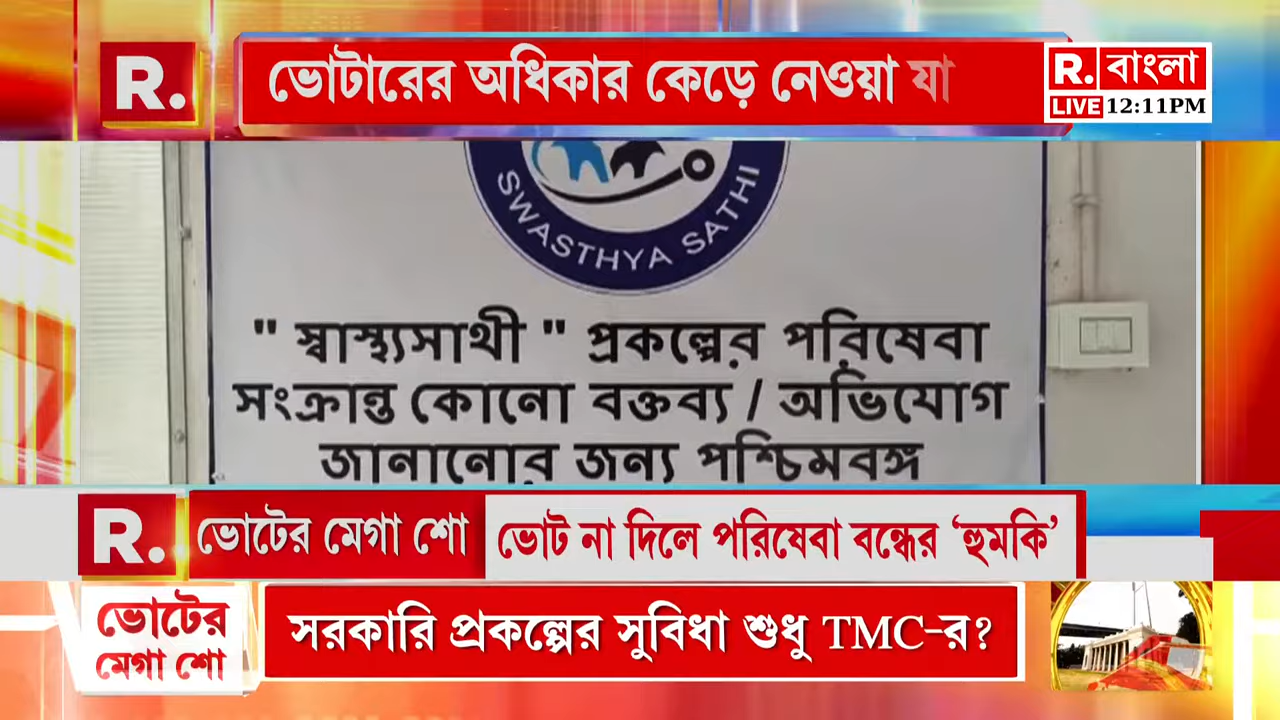 R.
ভোটারের অধিকার কেড়ে নেওয়া যা
R. বাংলা
LIVE 12:11PM
SWASTHYA SATHI
" স্বাস্থ্যসাথী " প্রকল্পের পরিষেবা
সংক্রান্ত কোনো বক্তব্য / অভিযোগ
জানানোর জন্য পশ্চিমবঙ্গ
R. ভোটের মেগা শো
ভোট না দিলে পরিষেবা বন্ধের ‘হুমকি’
ভোটের
মেগা শো
সরকারি প্রকল্পের সুবিধা শুধু TMC-র?